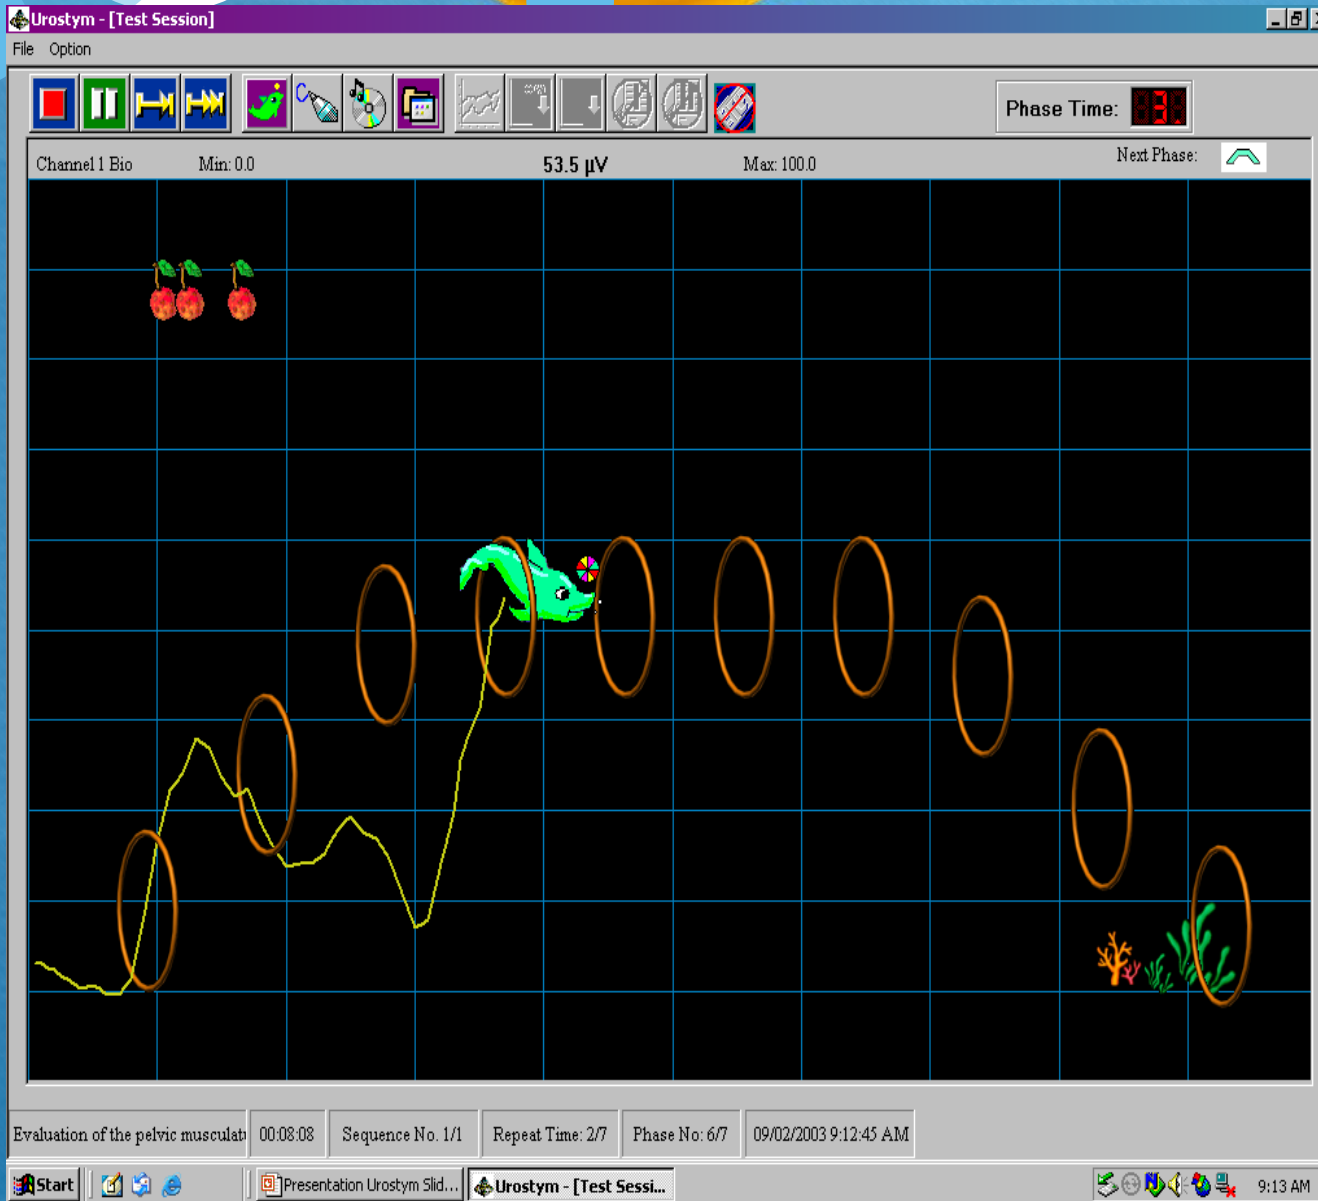 Urostym - [Test Session]
File Option
Phase Time: 3
Channel 1 Bio Min: 0.0 53.5 µV Max: 100.0 Next Phase:
Evaluation of the pelvic musculat 00:08:08 Sequence No. 1/1 Repeat Time: 2/7 Phase No: 6/7 09/02/2003 9:12:45 AM
Start Presentation Urostym Slid... Urostym - [Test Sessi... 9:13 AM